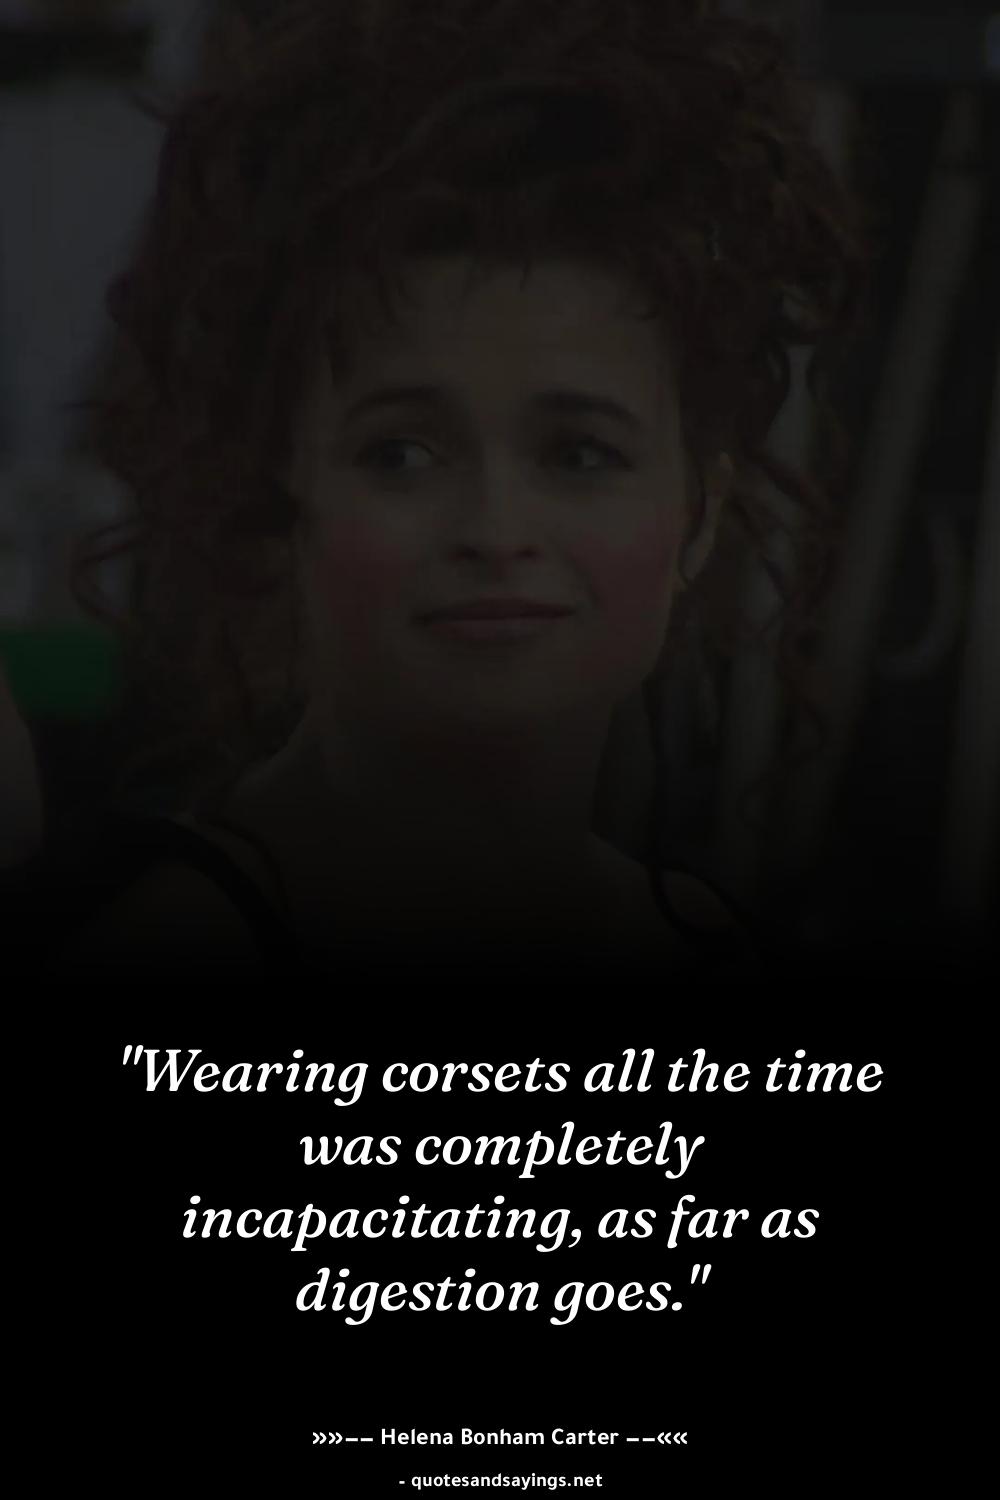 "Wearing corsets all the time
was completely
incapacitating, as far as
digestion goes."
»»–– Helena Bonham Carter ––««
- quotesandsayings.net